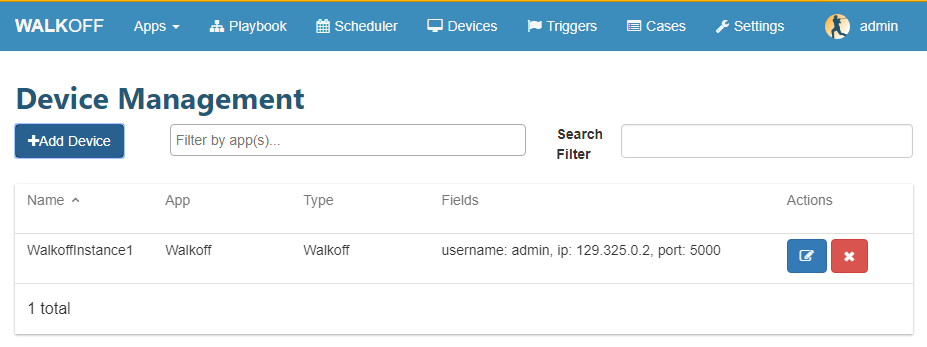 WALKOFF Apps Playbook Scheduler Devices Triggers Cases Settings admin
Device Management
+Add Device Filter by app(s)... Search Filter
Name App Type Fields Actions
WalkoffInstance1 Walkoff Walkoff username: admin, ip: 129.325.0.2, port: 5000
1 total